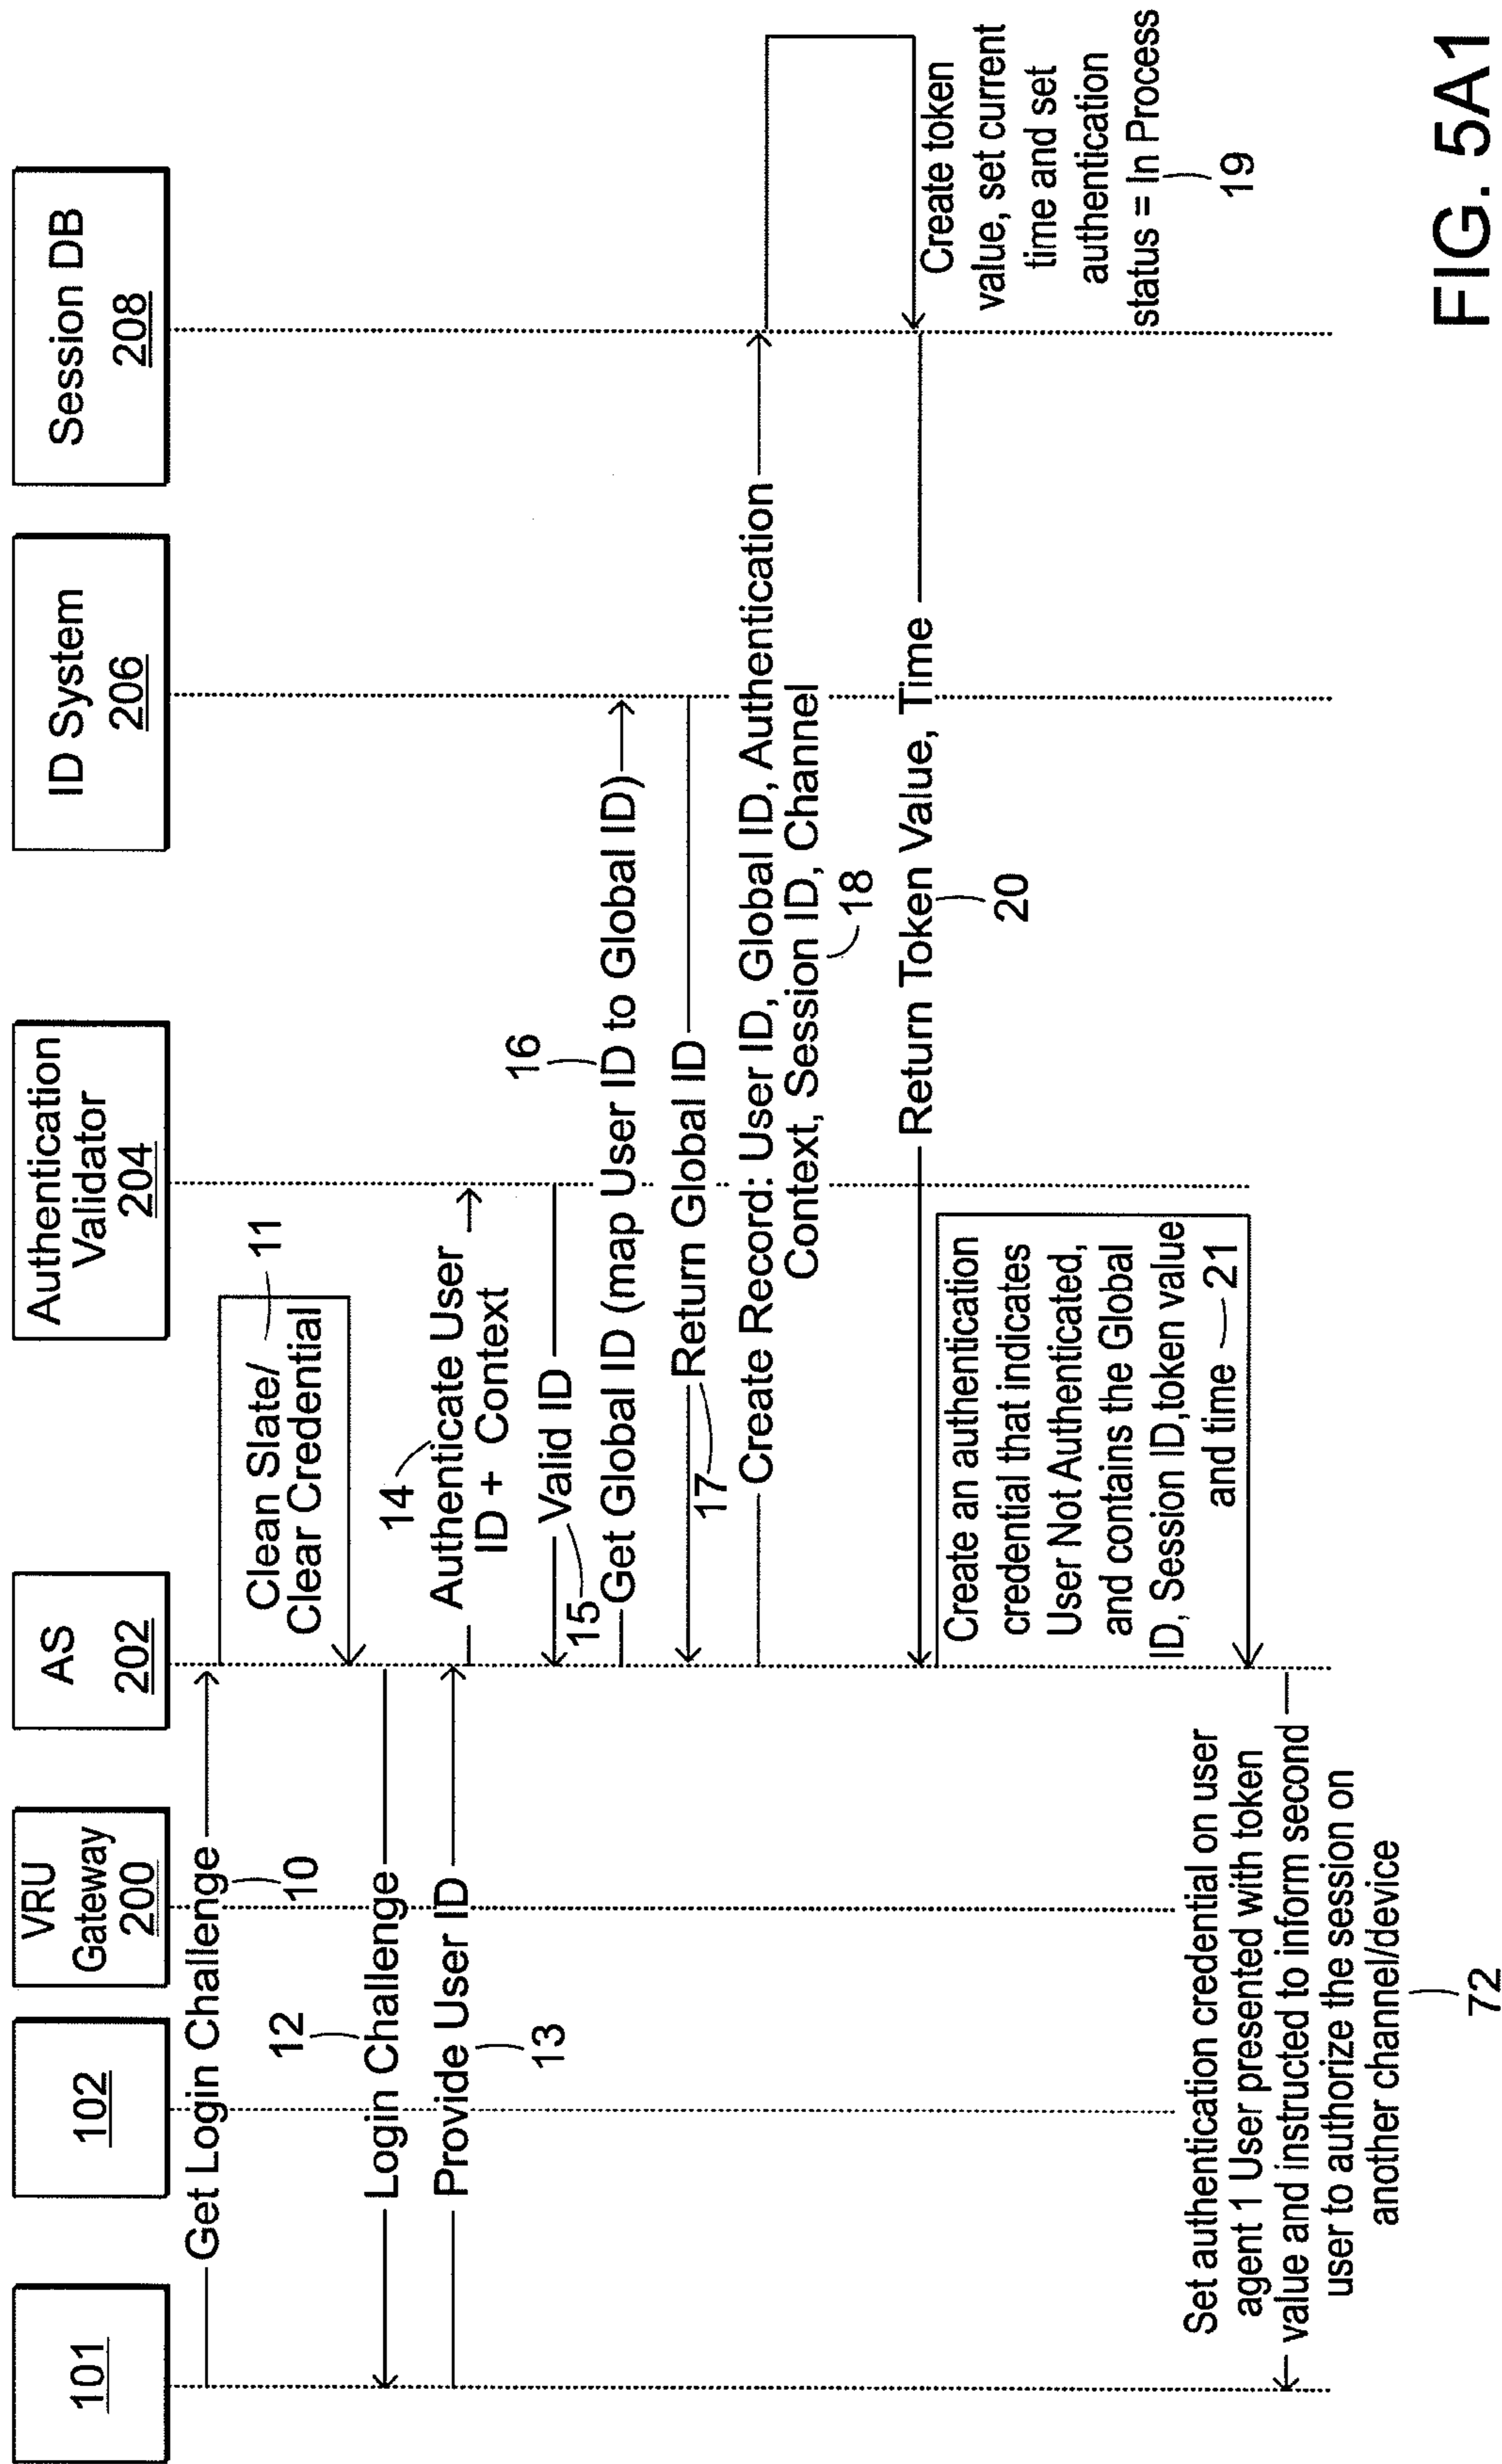 101
102
VRU
Gateway
200
AS
202
Authentication
Validator
204
ID System
206
Session DB
208
Get Login Challenge
10
Clean Slate/
Clear Credential
11
12
Login Challenge
Provide User ID
13
14
Authenticate User
ID + Context
15
Valid ID
16
Get Global ID (map User ID to Global ID)
17
Return Global ID
Create Record: User ID, Global ID, Authentication
Context, Session ID, Channel
18
Create token
value, set current
time and set
authentication
status = In Process
19
Return Token Value, Time
20
Create an authentication
credential that indicates
User Not Authenticated,
and contains the Global
ID, Session ID,token value
and time
21
Set authentication credential on user
agent 1 User presented with token
value and instructed to inform second
user to authorize the session on
another channel/device
72
FIG. 5A1